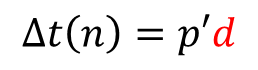 Δt(n) = p′d